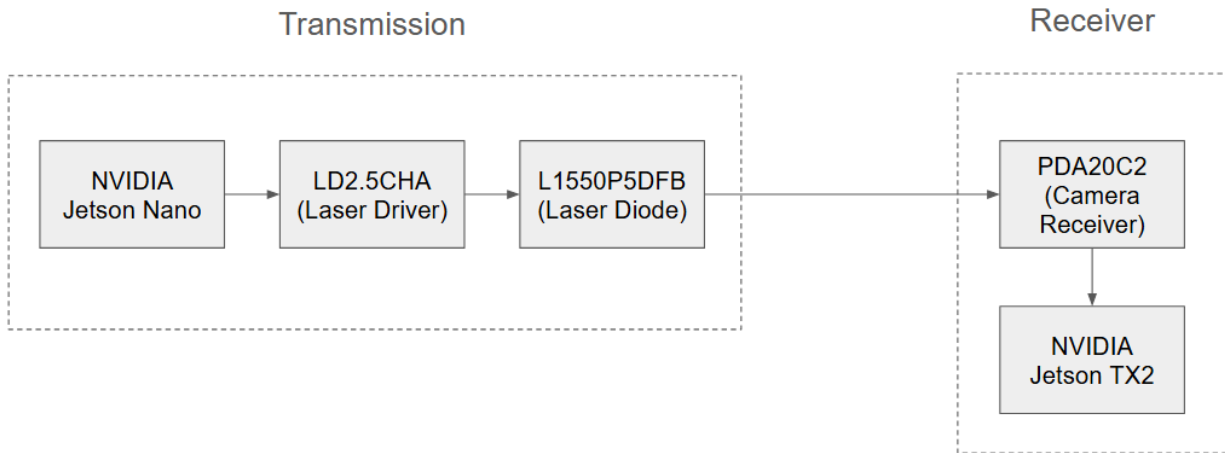 Transmission
Receiver
NVIDIA
Jetson Nano
LD2.5CHA
(Laser Driver)
L1550P5DFB
(Laser Diode)
PDA20C2
(Camera
Receiver)
NVIDIA
Jetson TX2